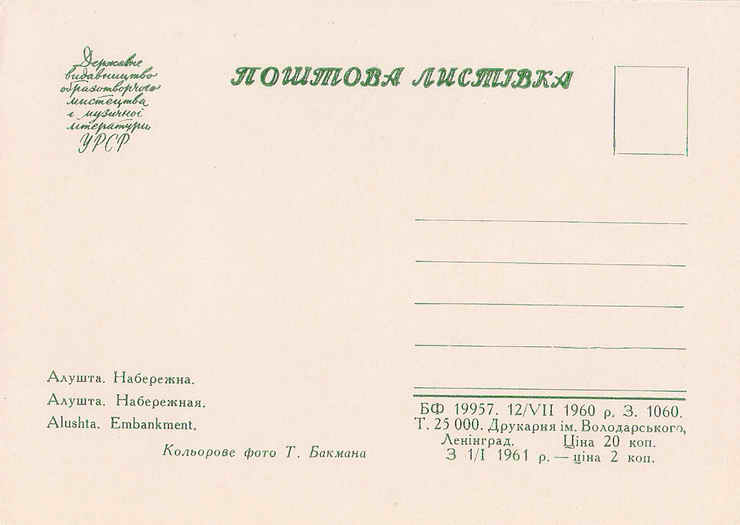 Державне
видавництво
образотворчого
мистецтва
і музичної
літератури
УРСР
ПОШТОВА ЛИСТІВКА
Алушта. Набережна.
Алушта. Набережная.
Alushta. Embankment.
Кольорове фото Т. Бакмана
БФ 19957. 12/VII 1960 р. З. 1060.
Т. 25 000. Друкарня ім. Володарського,
Ленінград. Ціна 20 коп.
З 1/I 1961 р. — ціна 2 коп.